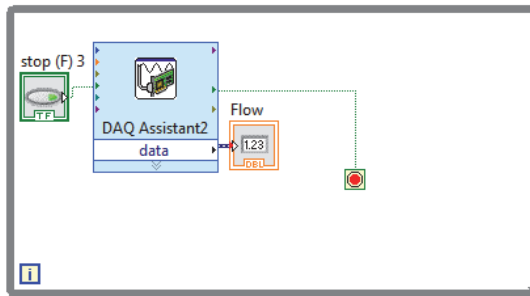 stop (F) 3
TF
DAQ Assistant2
data
Flow
1.23
DBL
i